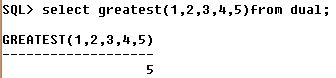 SQL> select greatest(1,2,3,4,5)from dual;
GREATEST(1,2,3,4,5)
-------------------
5